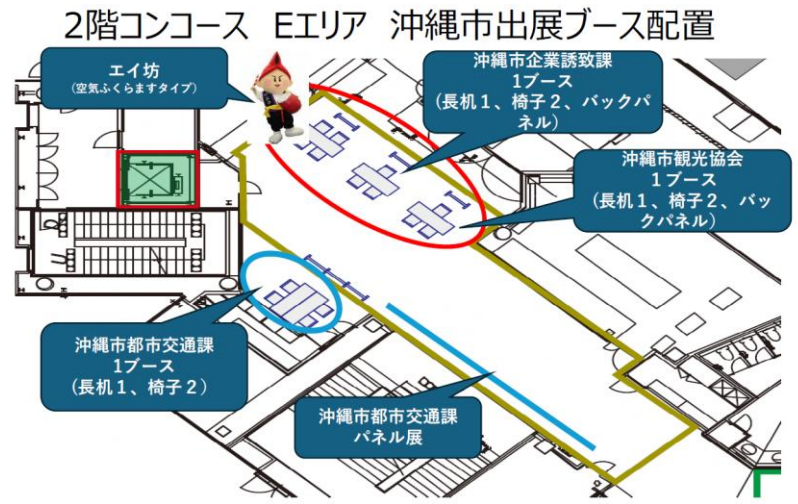 2階コンコース Eエリア 沖縄市出展ブース配置
エイ坊
（空気ふくらますタイプ）
沖縄市企業誘致課
1ブース
（長机１、椅子２、バックパ
ネル）
沖縄市観光協会
１ブース
（長机１、椅子２、バッ
クパネル）
沖縄市都市交通課
1ブース
（長机１、椅子２）
沖縄市都市交通課
パネル展